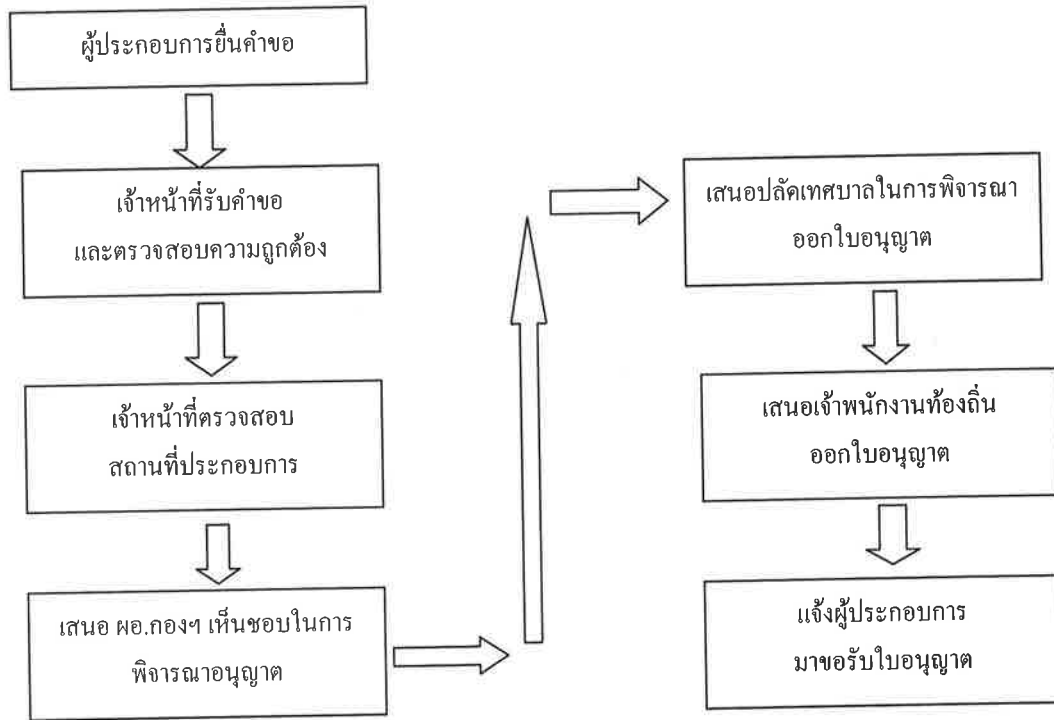 ผู้ประกอบการยื่นคำขอ
เจ้าหน้าที่รับคำขอ
และตรวจสอบความถูกต้อง
เจ้าหน้าที่ตรวจสอบ
สถานที่ประกอบการ
เสนอ ผอ.กองฯ เห็นชอบในการ
พิจารณาอนุญาต
เสนอปลัดเทศบาลในการพิจารณา
ออกใบอนุญาต
เสนอเจ้าพนักงานท้องถิ่น
ออกใบอนุญาต
แจ้งผู้ประกอบการ
มาขอรับใบอนุญาต